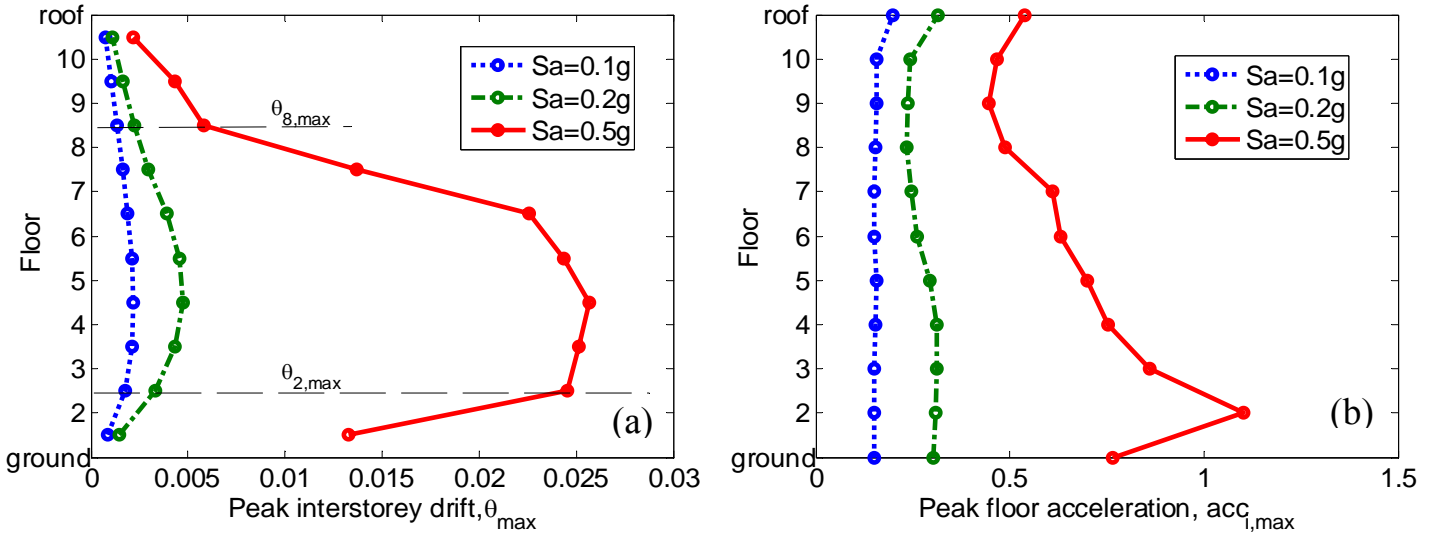 roof
10
9
8
7
6
5
4
3
2
ground
Floor
Sa=0.1g
Sa=0.2g
Sa=0.5g
θ8,max
θ2,max
(a)
0 0.005 0.01 0.015 0.02 0.025 0.03
Peak interstorey drift,θmax
roof
10
9
8
7
6
5
4
3
2
ground
Floor
Sa=0.1g
Sa=0.2g
Sa=0.5g
(b)
0 0.5 1 1.5
Peak floor acceleration, acci,max